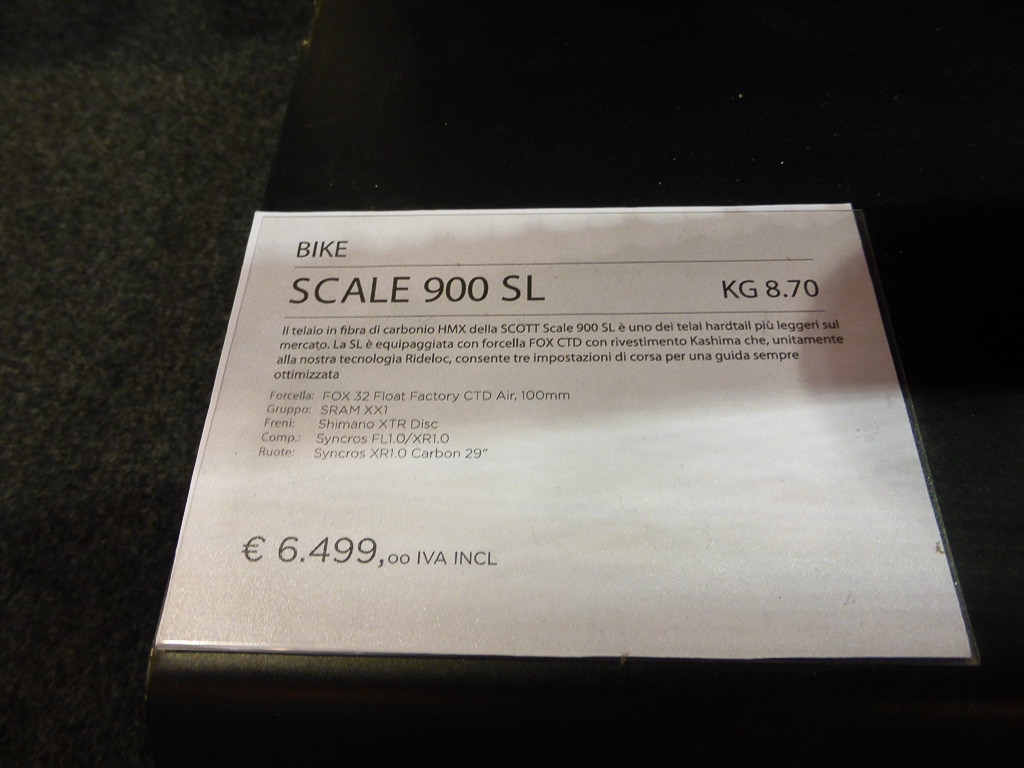 BIKE
SCALE 900 SL KG 8.70
Il telaio in fibra di carbonio HMX della SCOTT Scale 900 SL è uno dei telai hardtail più leggeri sul
mercato. La SL è equipaggiata con forcella FOX CTD con rivestimento Kashima che, unitamente
alla nostra tecnologia Rideloc, consente tre impostazioni di corsa per una guida sempre
ottimizzata
Forcella: FOX 32 Float Factory CTD Air, 100mm
Gruppo: SRAM XX1
Freni: Shimano XTR Disc
Comp.: Syncros FL1.0/XR1.0
Ruote: Syncros XR1.0 Carbon 29"
€ 6.499,00 IVA INCL